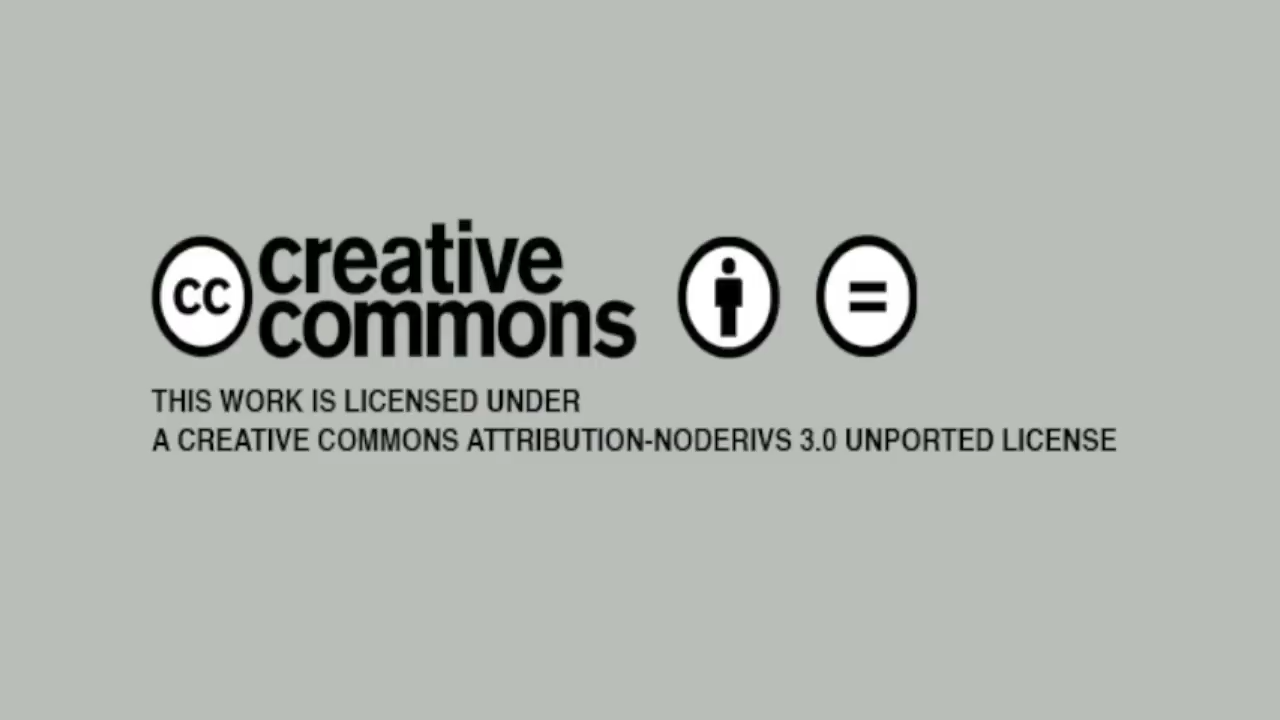 cc creative
commons
=
THIS WORK IS LICENSED UNDER
A CREATIVE COMMONS ATTRIBUTION-NODERIVS 3.0 UNPORTED LICENSE